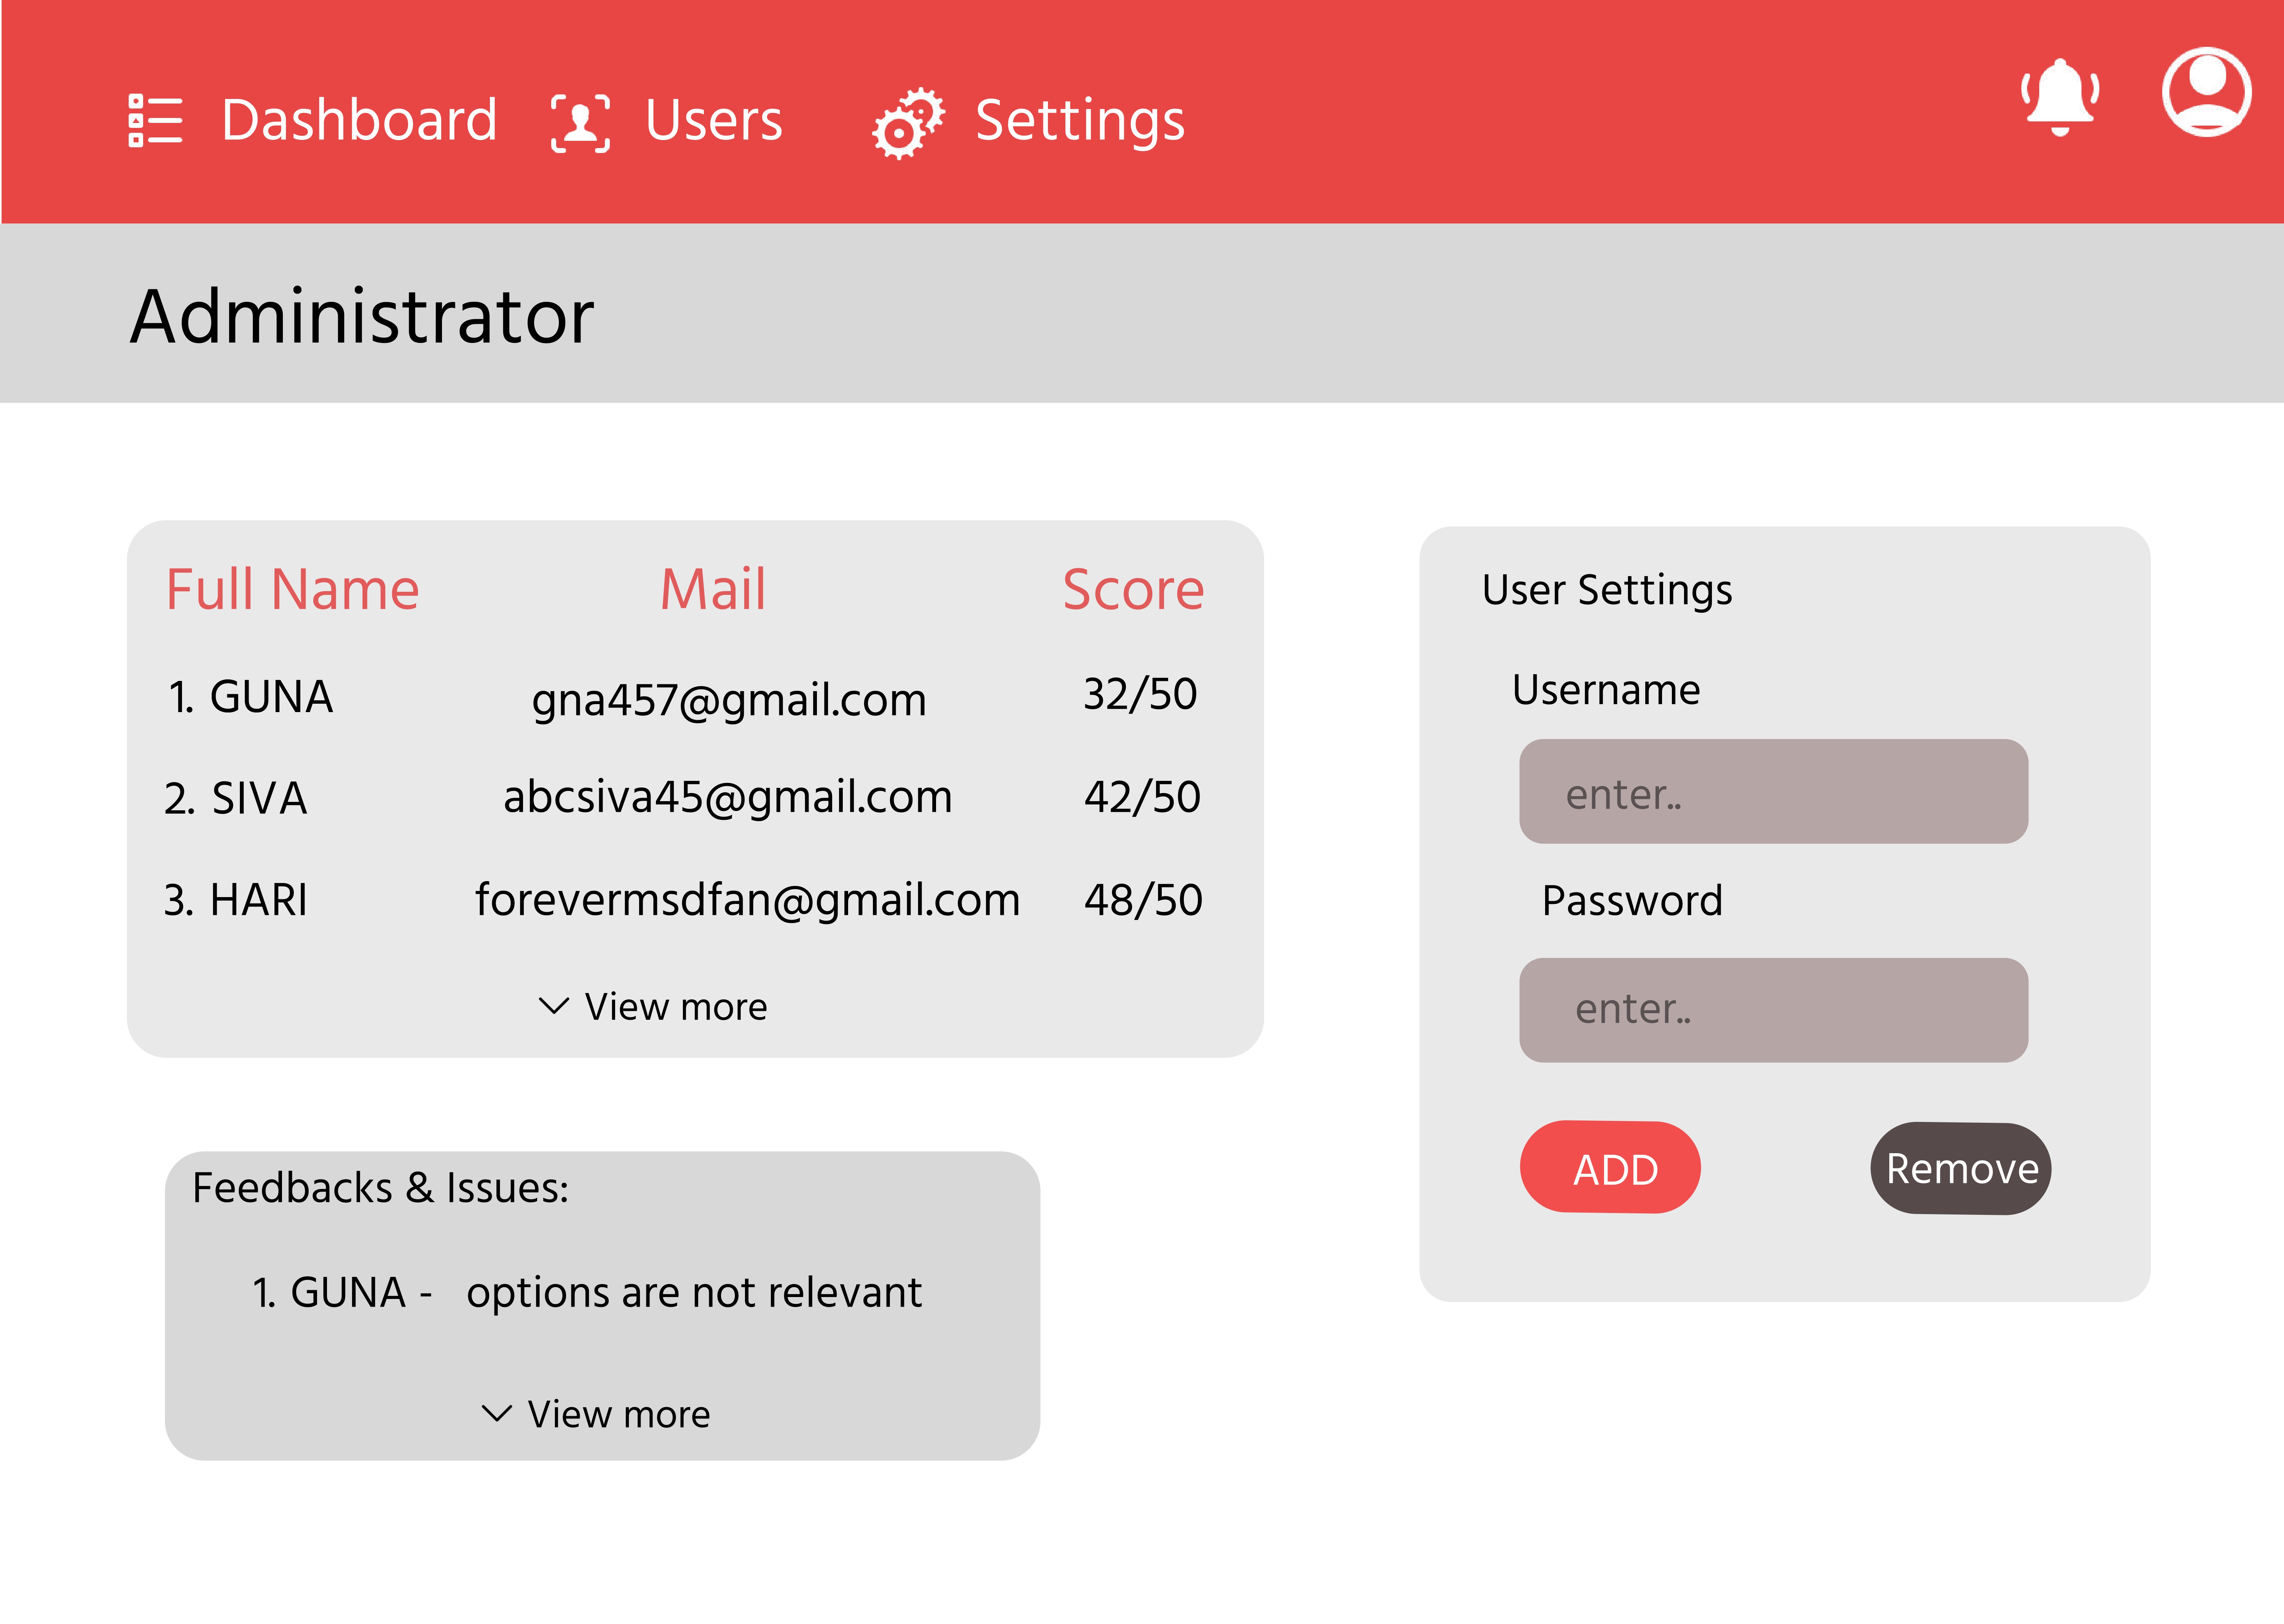 Dashboard Users Settings
Administrator
Full Name Mail Score
1. GUNA gna457@gmail.com 32/50
2. SIVA abcsiva45@gmail.com 42/50
3. HARI forevermsdfan@gmail.com 48/50
View more
Feedbacks & Issues:
1. GUNA - options are not relevant
View more
User Settings
Username
enter..
Password
enter..
ADD Remove